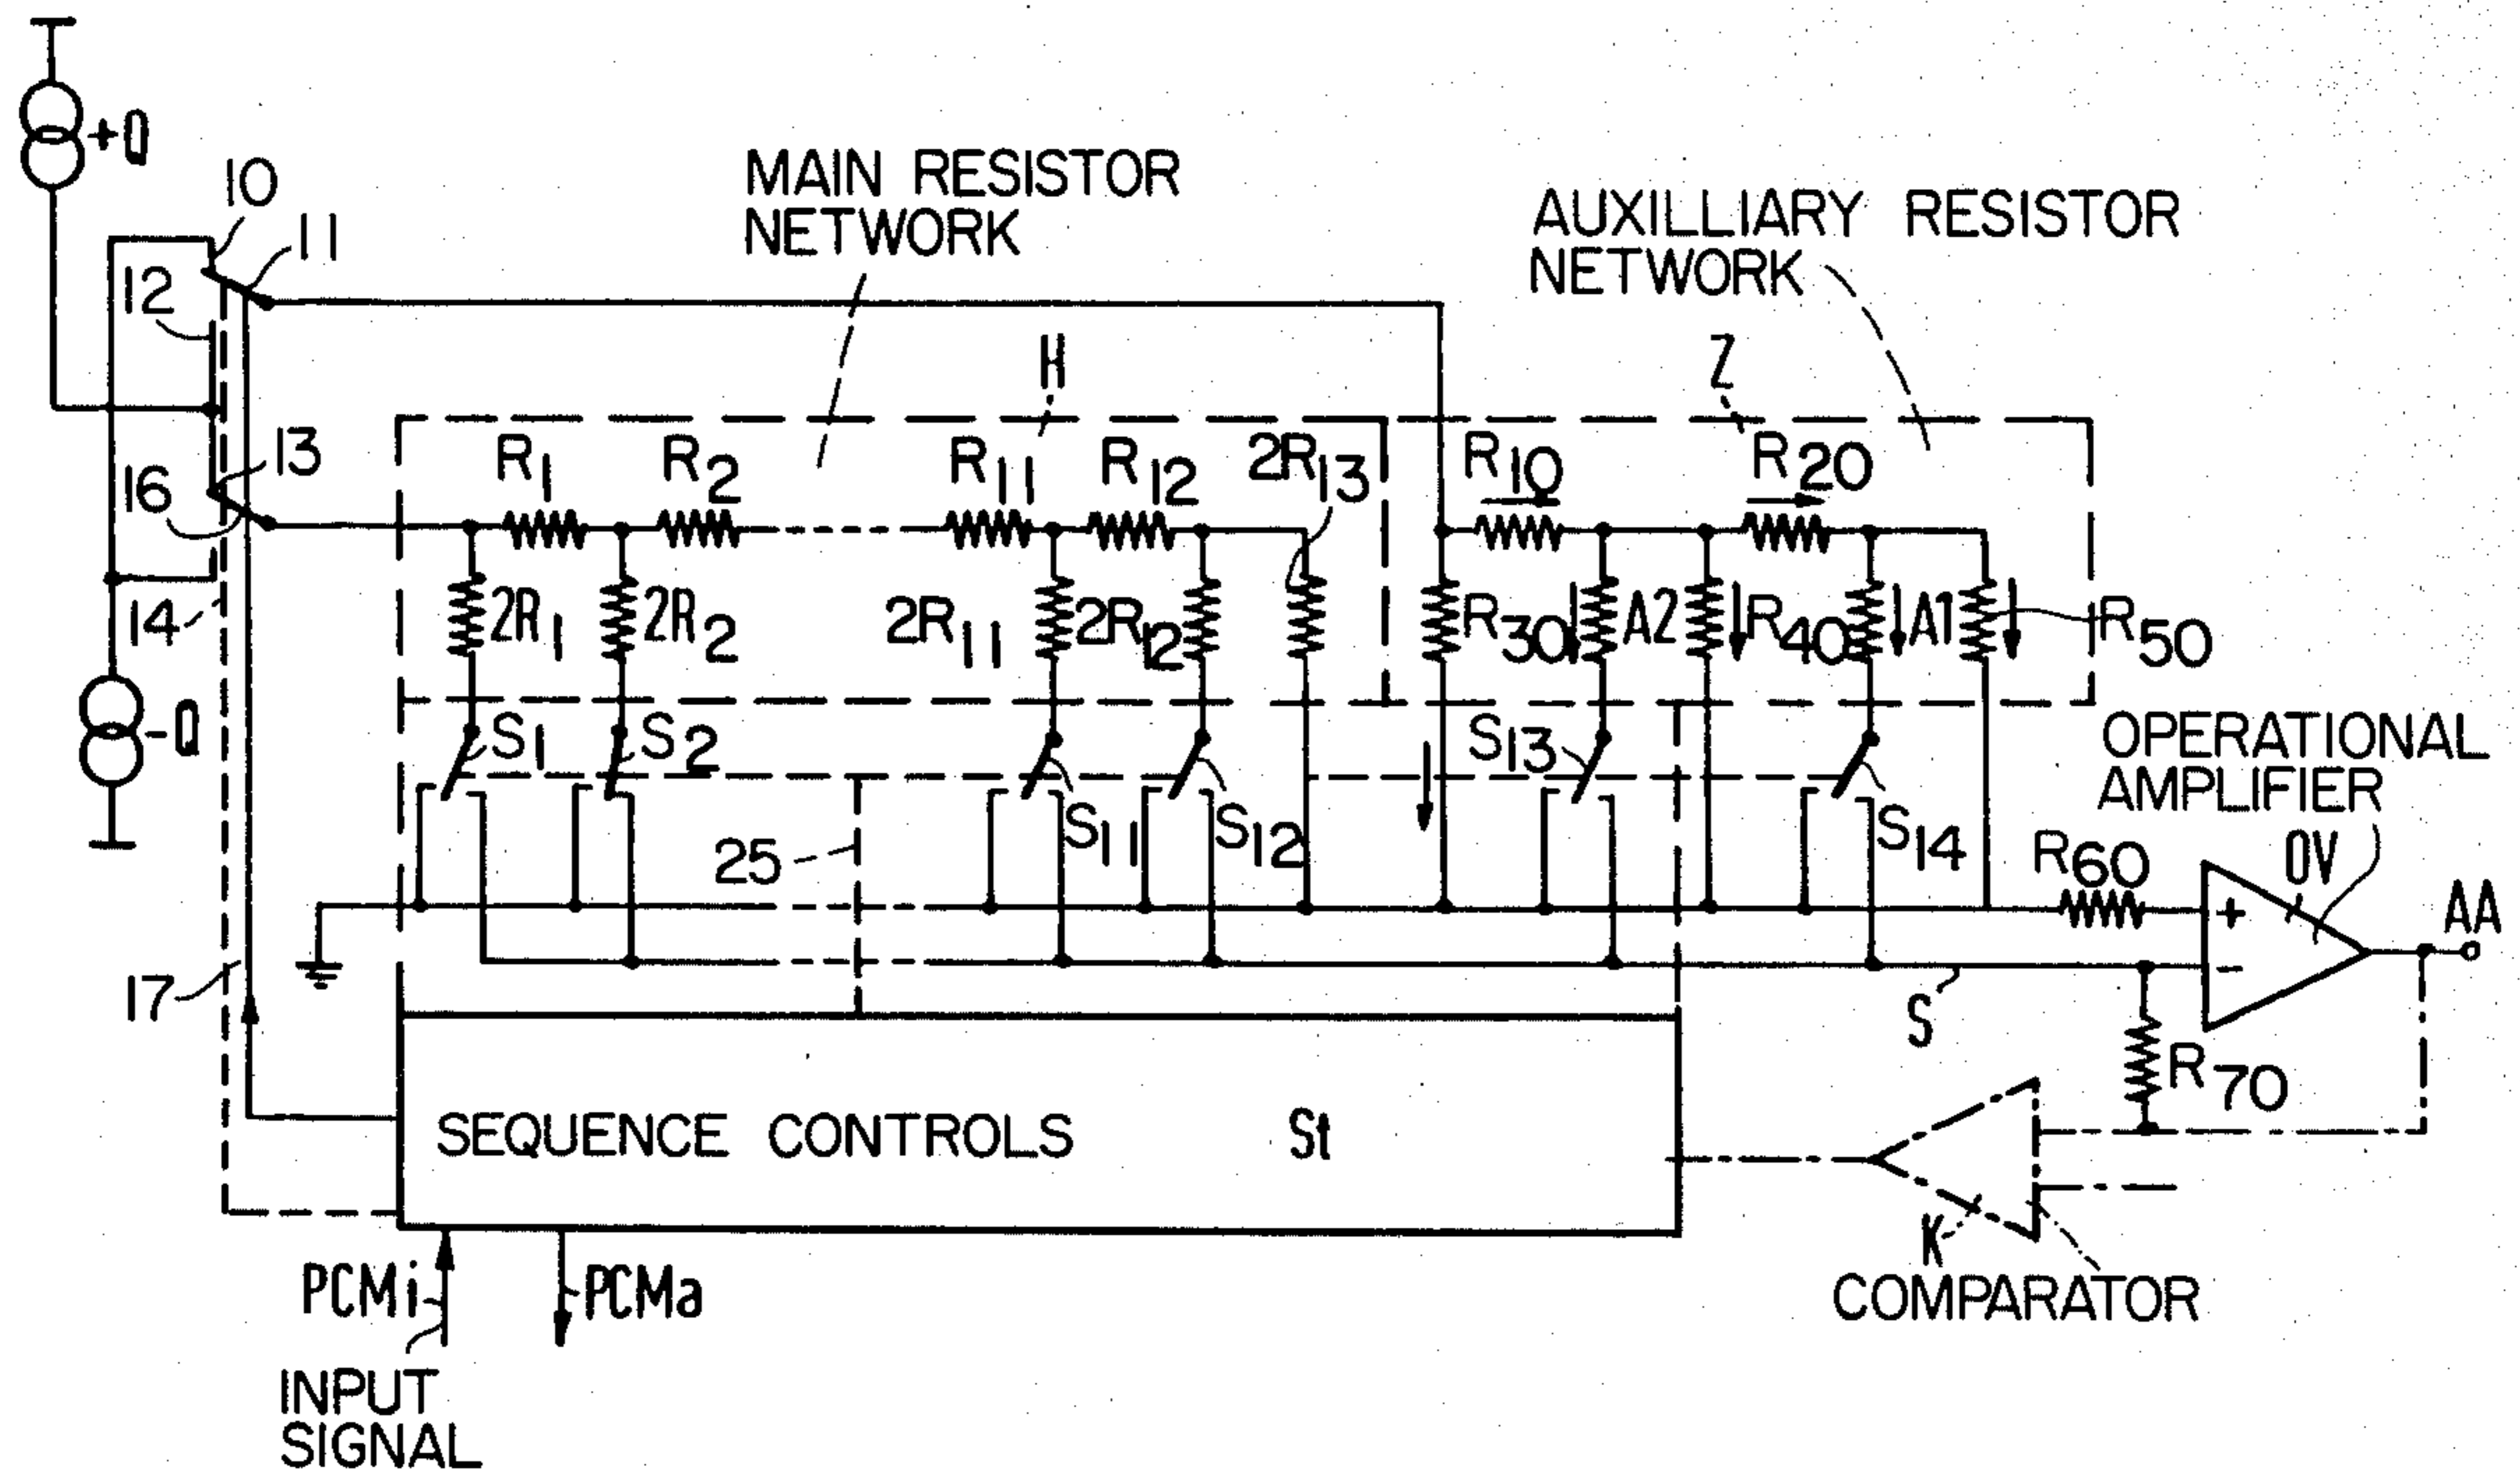 +Q
10
11
MAIN RESISTOR
NETWORK
AUXILLIARY RESISTOR
NETWORK
12
H
Z
13
16
R1
R2
R11
R12
2R13
R10
R20
14
2R1
2R2
2R11
2R12
R30
A2
R40
A1
R50
-Q
S1
S2
S13
OPERATIONAL
AMPLIFIER
25
S11
S12
S14
R60
OV
AA
+
-
17
S
R70
SEQUENCE CONTROLS St
K
PCMi
PCMa
COMPARATOR
INPUT
SIGNAL